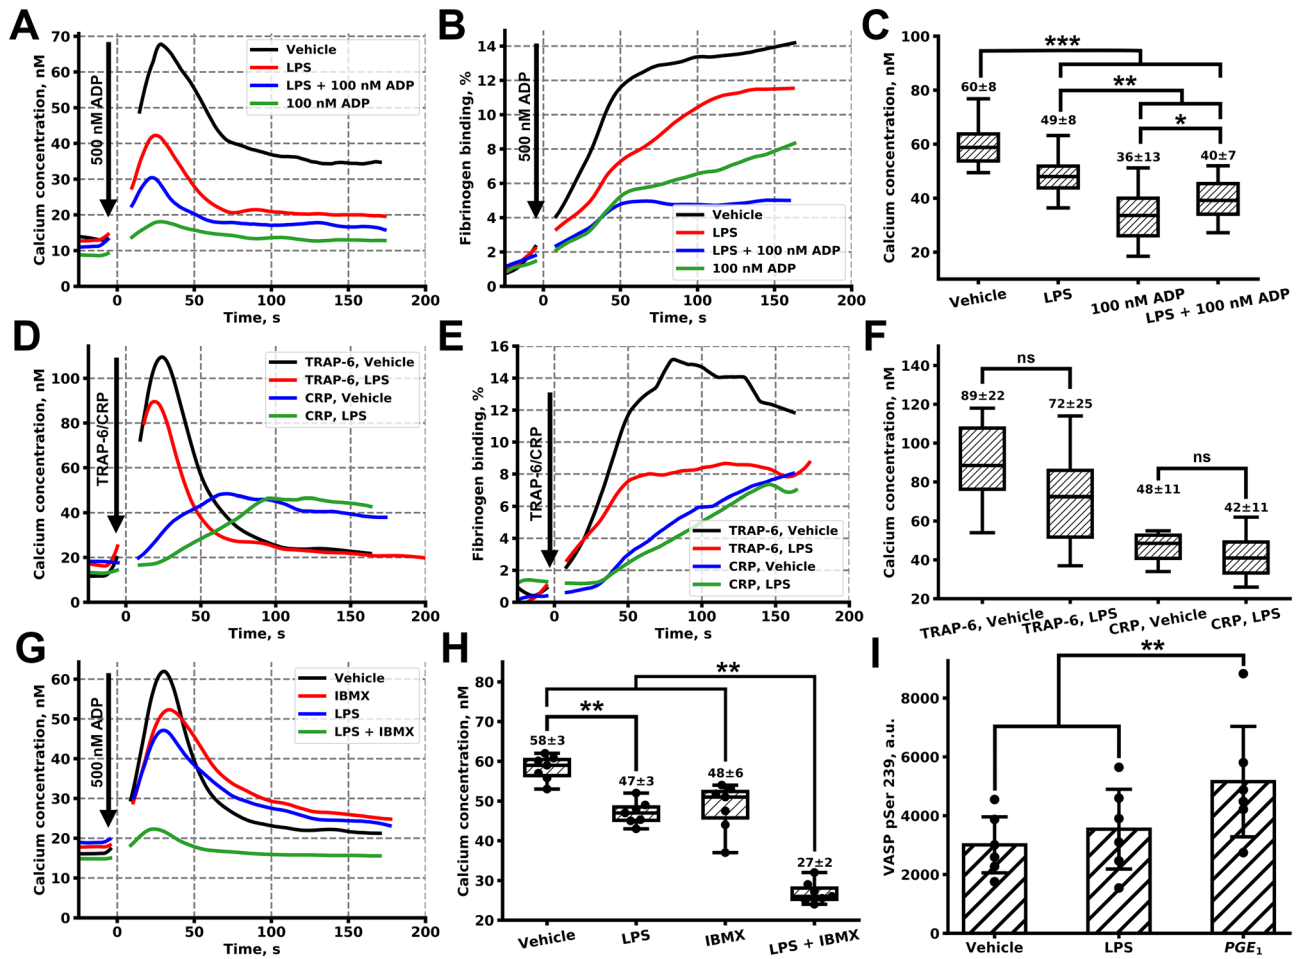 A
Calcium concentration, nM
70
60
50
40
30
20
10
0
500 nM ADP
Vehicle
LPS
LPS + 100 nM ADP
100 nM ADP
0
50
100
150
200
Time, s
B
Fibrinogen binding, %
14
12
10
8
6
4
2
0
500 nM ADP
Vehicle
LPS
LPS + 100 nM ADP
100 nM ADP
0
50
100
150
200
Time, s
C
Calcium concentration, nM
100
80
60
40
20
***
**
*
60±8
49±8
36±13
40±7
Vehicle
LPS
100 nM ADP
LPS + 100 nM ADP
D
Calcium concentration, nM
100
80
60
40
20
0
TRAP-6/CRP
TRAP-6, Vehicle
TRAP-6, LPS
CRP, Vehicle
CRP, LPS
0
50
100
150
200
Time, s
E
Fibrinogen binding, %
16
14
12
10
8
6
4
2
0
TRAP-6/CRP
TRAP-6, Vehicle
TRAP-6, LPS
CRP, Vehicle
CRP, LPS
0
50
100
150
200
Time, s
F
Calcium concentration, nM
140
120
100
80
60
40
20
ns
ns
89±22
72±25
48±11
42±11
TRAP-6, Vehicle
TRAP-6, LPS
CRP, Vehicle
CRP, LPS
G
Calcium concentration, nM
60
50
40
30
20
10
0
500 nM ADP
Vehicle
IBMX
LPS
LPS + IBMX
0
50
100
150
200
Time, s
H
Calcium concentration, nM
80
70
60
50
40
30
20
**
**
58±3
47±3
48±6
27±2
Vehicle
LPS
IBMX
LPS + IBMX
I
VASP pSer 239, a.u.
8000
6000
4000
2000
0
**
Vehicle
LPS
PGE₁